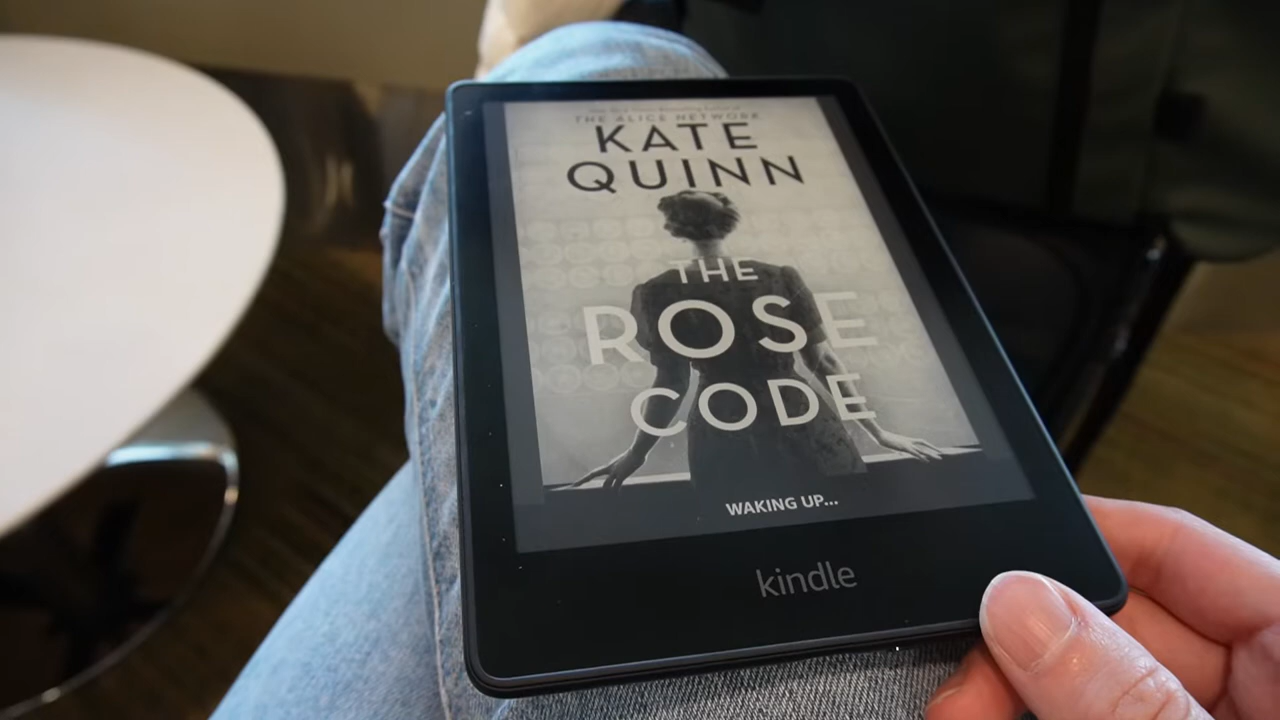 THE ALICE NETWORK
KATE
QUINN
THE
ROSE
CODE
WAKING UP...
kindle